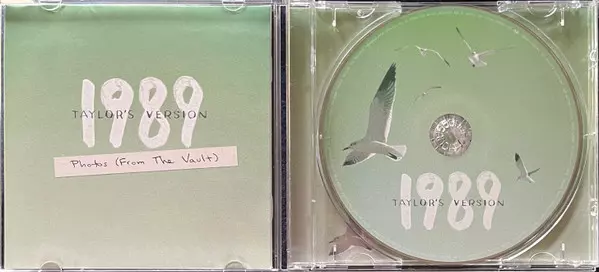 1989
TAYLOR'S VERSION
Photos (From The Vault)
1989
TAYLOR'S VERSION